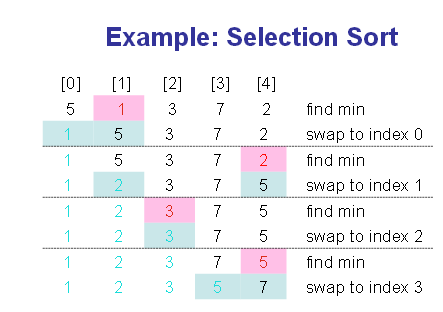 Example: Selection Sort
[0] [1] [2] [3] [4]
5 1 3 7 2 find min
1 5 3 7 2 swap to index 0
1 5 3 7 2 find min
1 2 3 7 5 swap to index 1
1 2 3 7 5 find min
1 2 3 7 5 swap to index 2
1 2 3 7 5 find min
1 2 3 5 7 swap to index 3